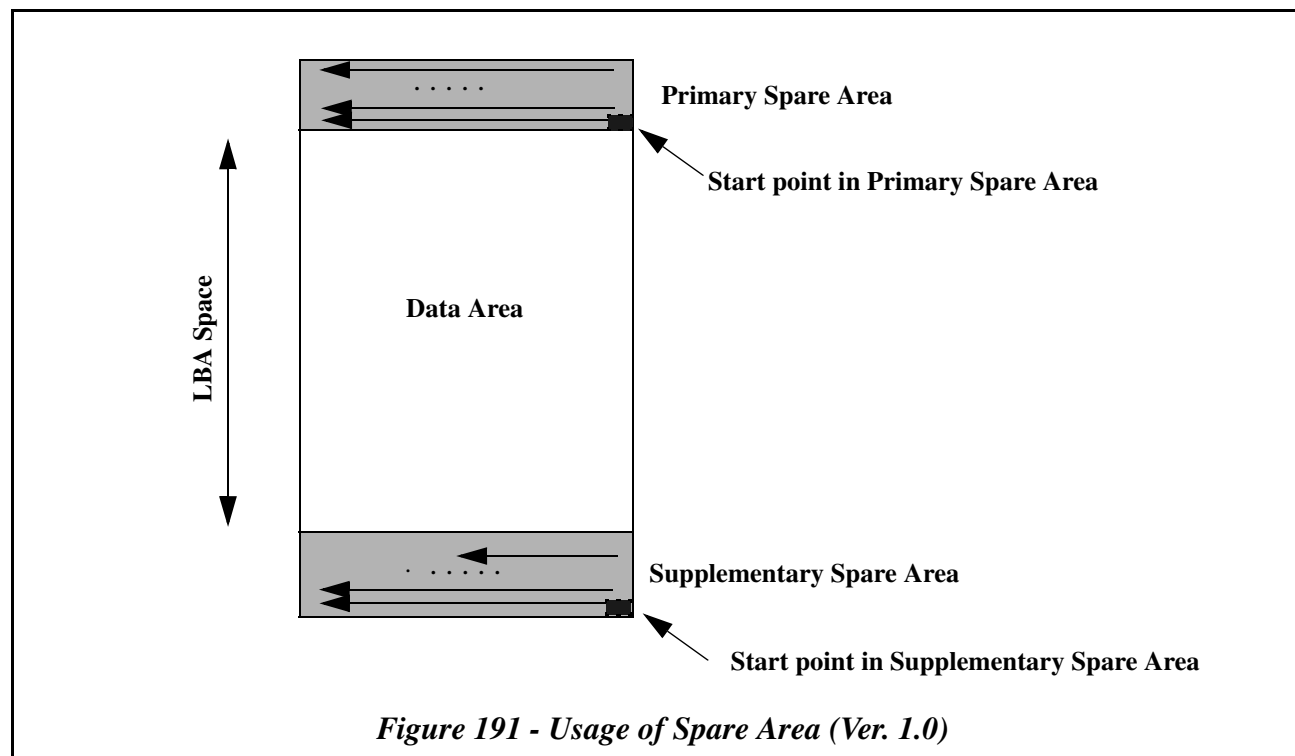 Primary Spare Area
Start point in Primary Spare Area
LBA Space
Data Area
Supplementary Spare Area
Start point in Supplementary Spare Area
Figure 191 - Usage of Spare Area (Ver. 1.0)